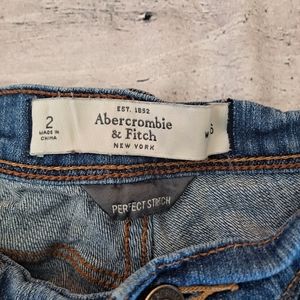 EST. 1892
Abercrombie
& Fitch
NEW YORK
2
MADE IN
CHINA
PERFECT STRETCH